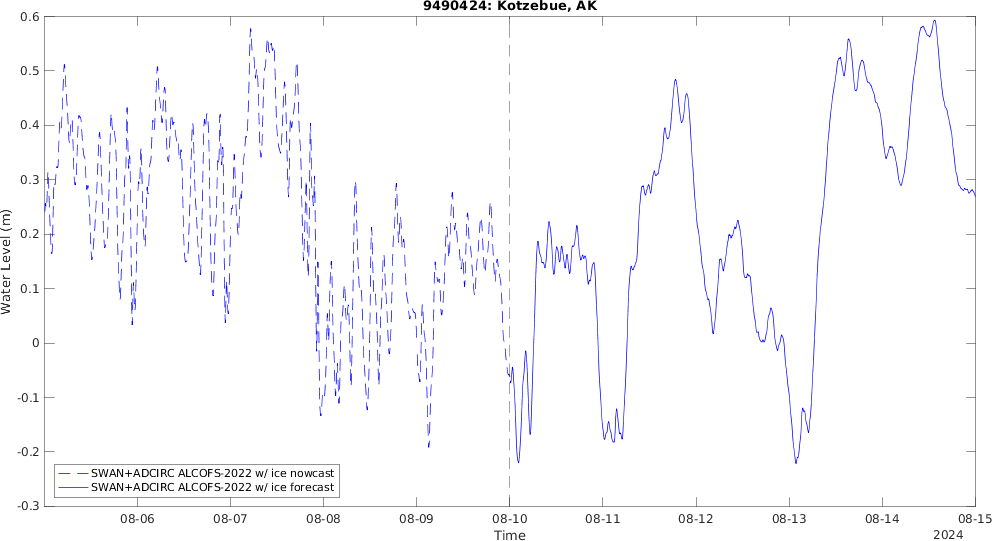 9490424: Kotzebue, AK
0.6
0.5
0.4
0.3
0.2
0.1
0
-0.1
-0.2
-0.3
Water Level (m)
SWAN+ADCIRC ALCOFS-2022 w/ ice nowcast
SWAN+ADCIRC ALCOFS-2022 w/ ice forecast
08-06 08-07 08-08 08-09 08-10 08-11 08-12 08-13 08-14 08-15
Time
2024